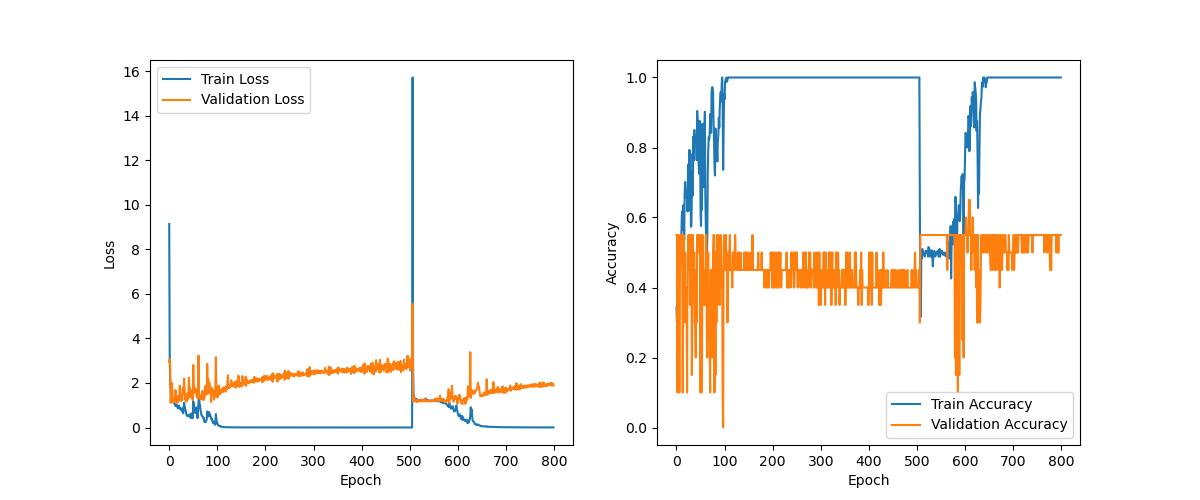 Train Loss
Validation Loss
16
14
12
10
8
6
4
2
0
Loss
0 100 200 300 400 500 600 700 800
Epoch
1.0
0.8
0.6
0.4
0.2
0.0
Accuracy
Train Accuracy
Validation Accuracy
0 100 200 300 400 500 600 700 800
Epoch